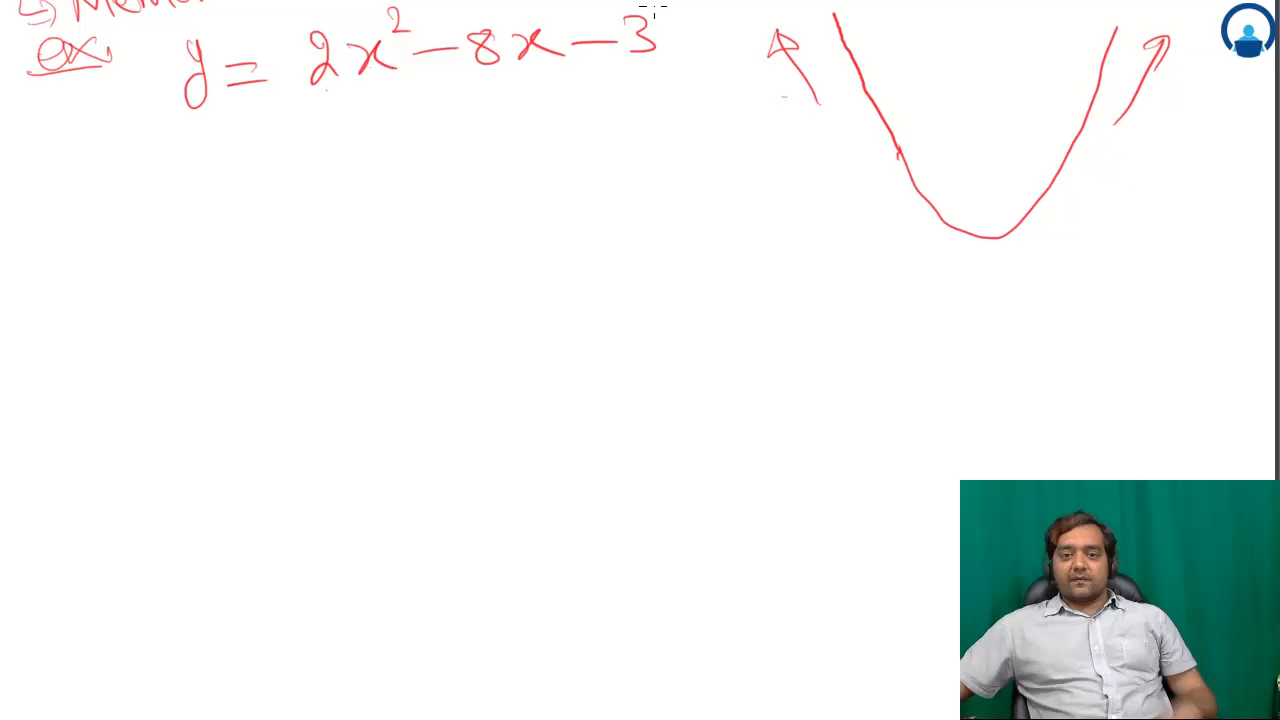 ex. y = 2x² - 8x - 3